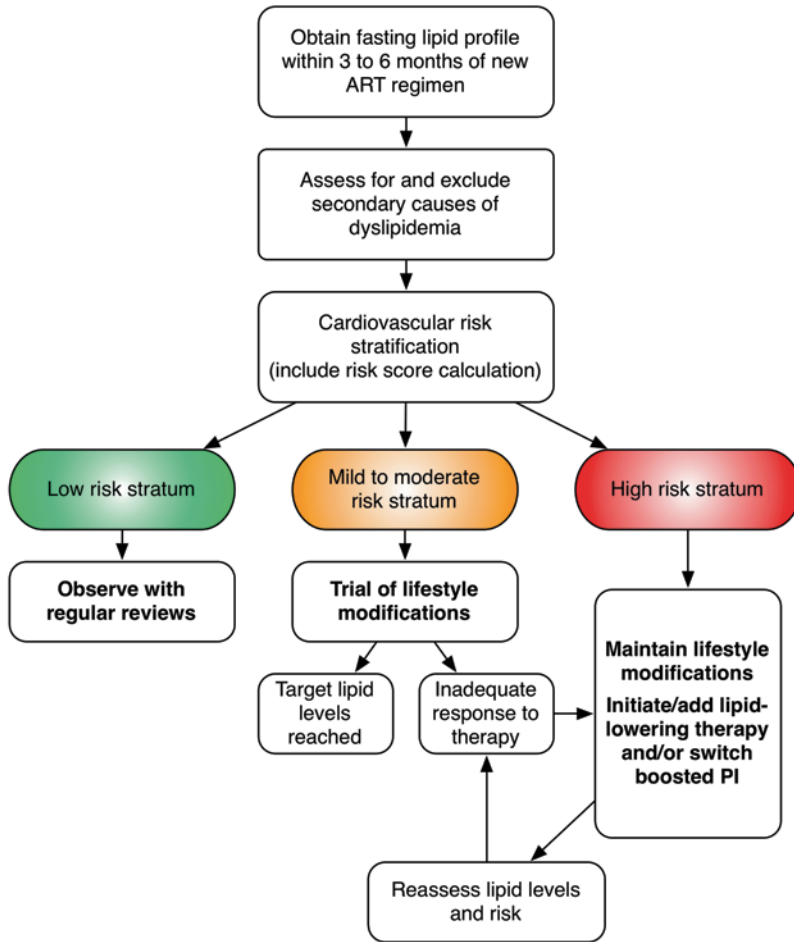 Obtain fasting lipid profile
within 3 to 6 months of new
ART regimen
Assess for and exclude
secondary causes of
dyslipidemia
Cardiovascular risk
stratification
(include risk score calculation)
Low risk stratum
Mild to moderate
risk stratum
High risk stratum
Observe with
regular reviews
Trial of lifestyle
modifications
Maintain lifestyle
modifications
Initiate/add lipid-
lowering therapy
and/or switch
boosted PI
Target lipid
levels
reached
Inadequate
response to
therapy
Reassess lipid levels
and risk